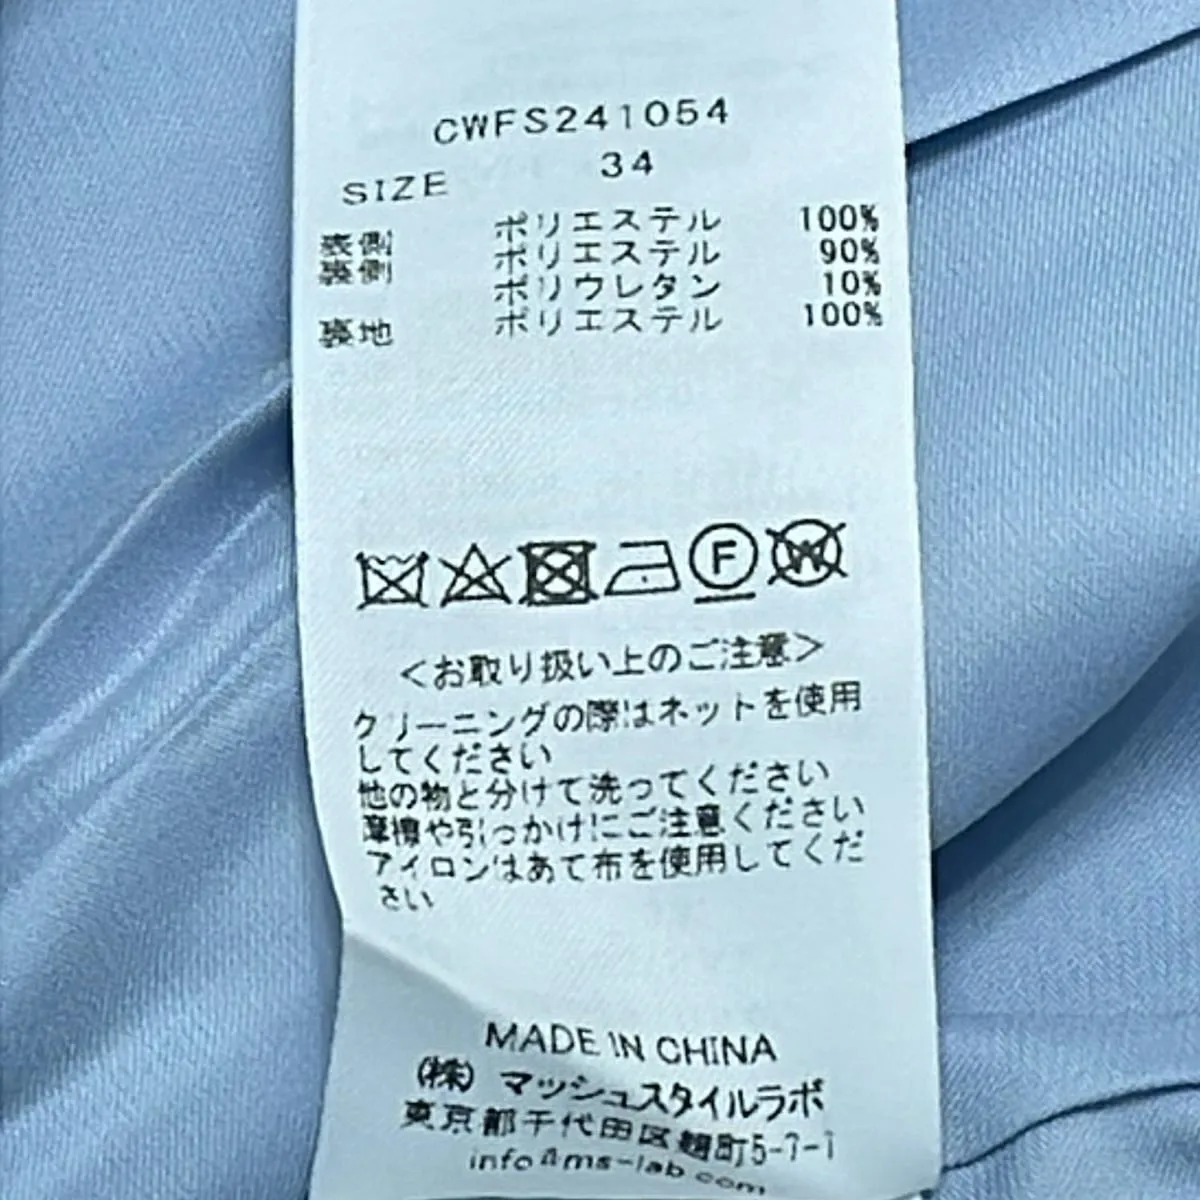 CWFS241054
SIZE 34
表側 ポリエステル 100%
裏側 ポリエステル 90%
ポリウレタン 10%
裏地 ポリエステル 100%
F W
<お取り扱い上のご注意>
クリーニングの際はネットを使用
してください
他の物と分けて洗ってください
摩擦や引っかけにご注意ください
アイロンはあて布を使用してくだ
さい
MADE IN CHINA
(株) マッシュスタイルラボ
東京都千代田区麹町5-7-1
info@ms-lab.com